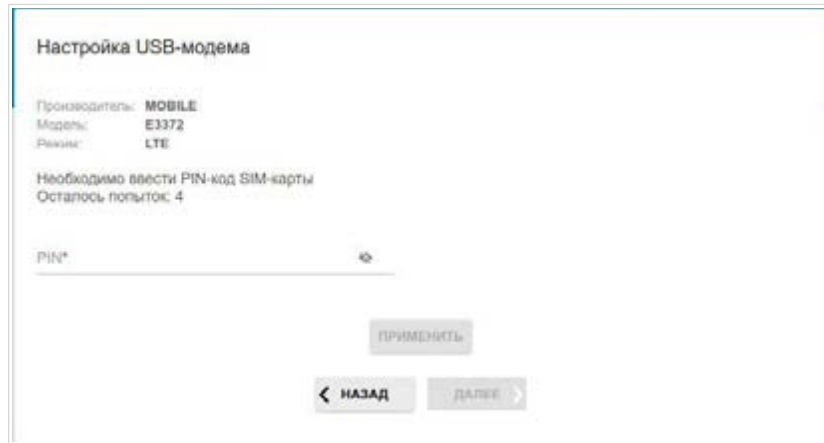 Настройка USB-модема
Производитель: MOBILE
Модель: E3372
Режим: LTE
Необходимо ввести PIN-код SIM-карты
Осталось попыток: 4
PIN*
ПРИМЕНИТЬ
НАЗАД ДАЛЕЕ